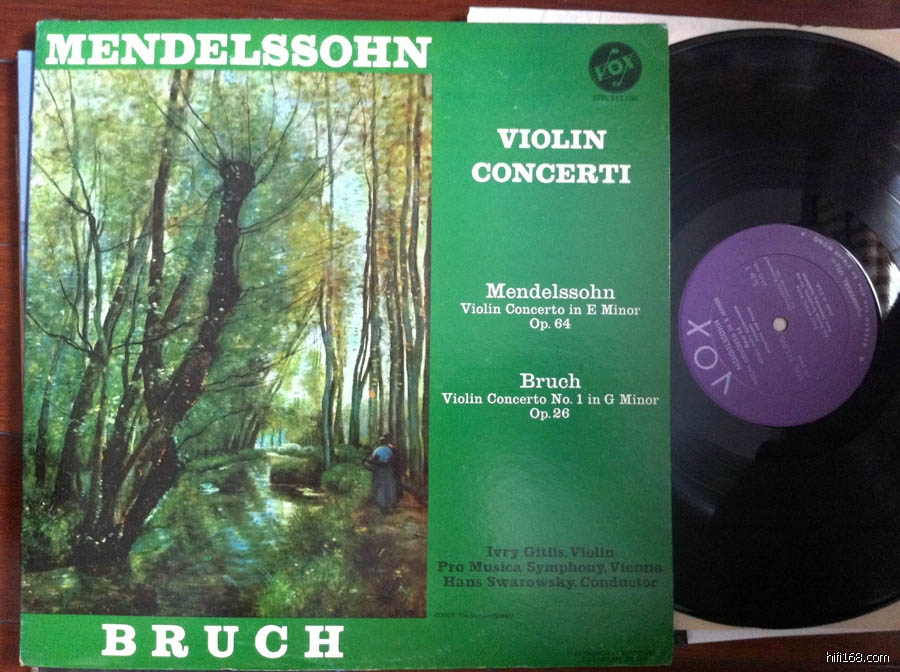 MENDELSSOHN
VOX
VIOLIN
CONCERTI
Mendelssohn
Violin Concerto in E Minor
Op. 64
Bruch
Violin Concerto No. 1 in G Minor
Op. 26
Ivry Gitlis, Violin
Pro Musica Symphony, Vienna
Hans Swarowsky, Conductor
BRUCH
VOX
MENDELSSOHN
hifi168.com